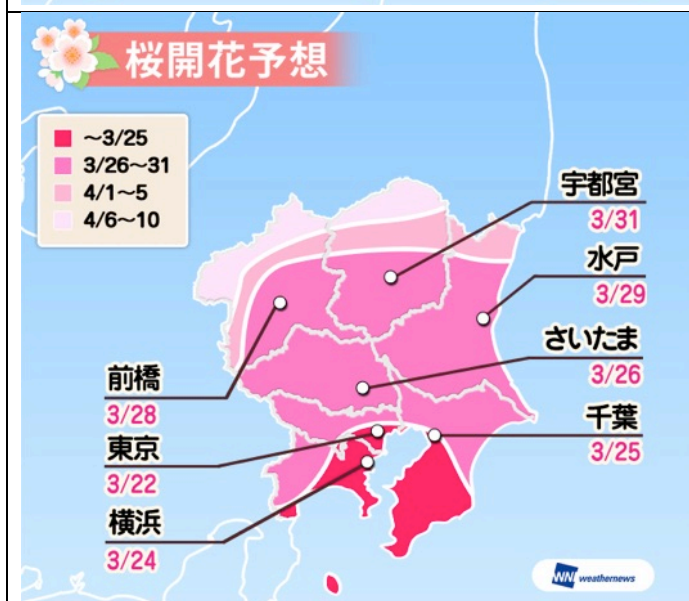 桜開花予想
～3/25
3/26～31
4/1～5
4/6～10
宇都宮
3/31
水戸
3/29
さいたま
3/26
千葉
3/25
前橋
3/28
東京
3/22
横浜
3/24
WNI weathernews